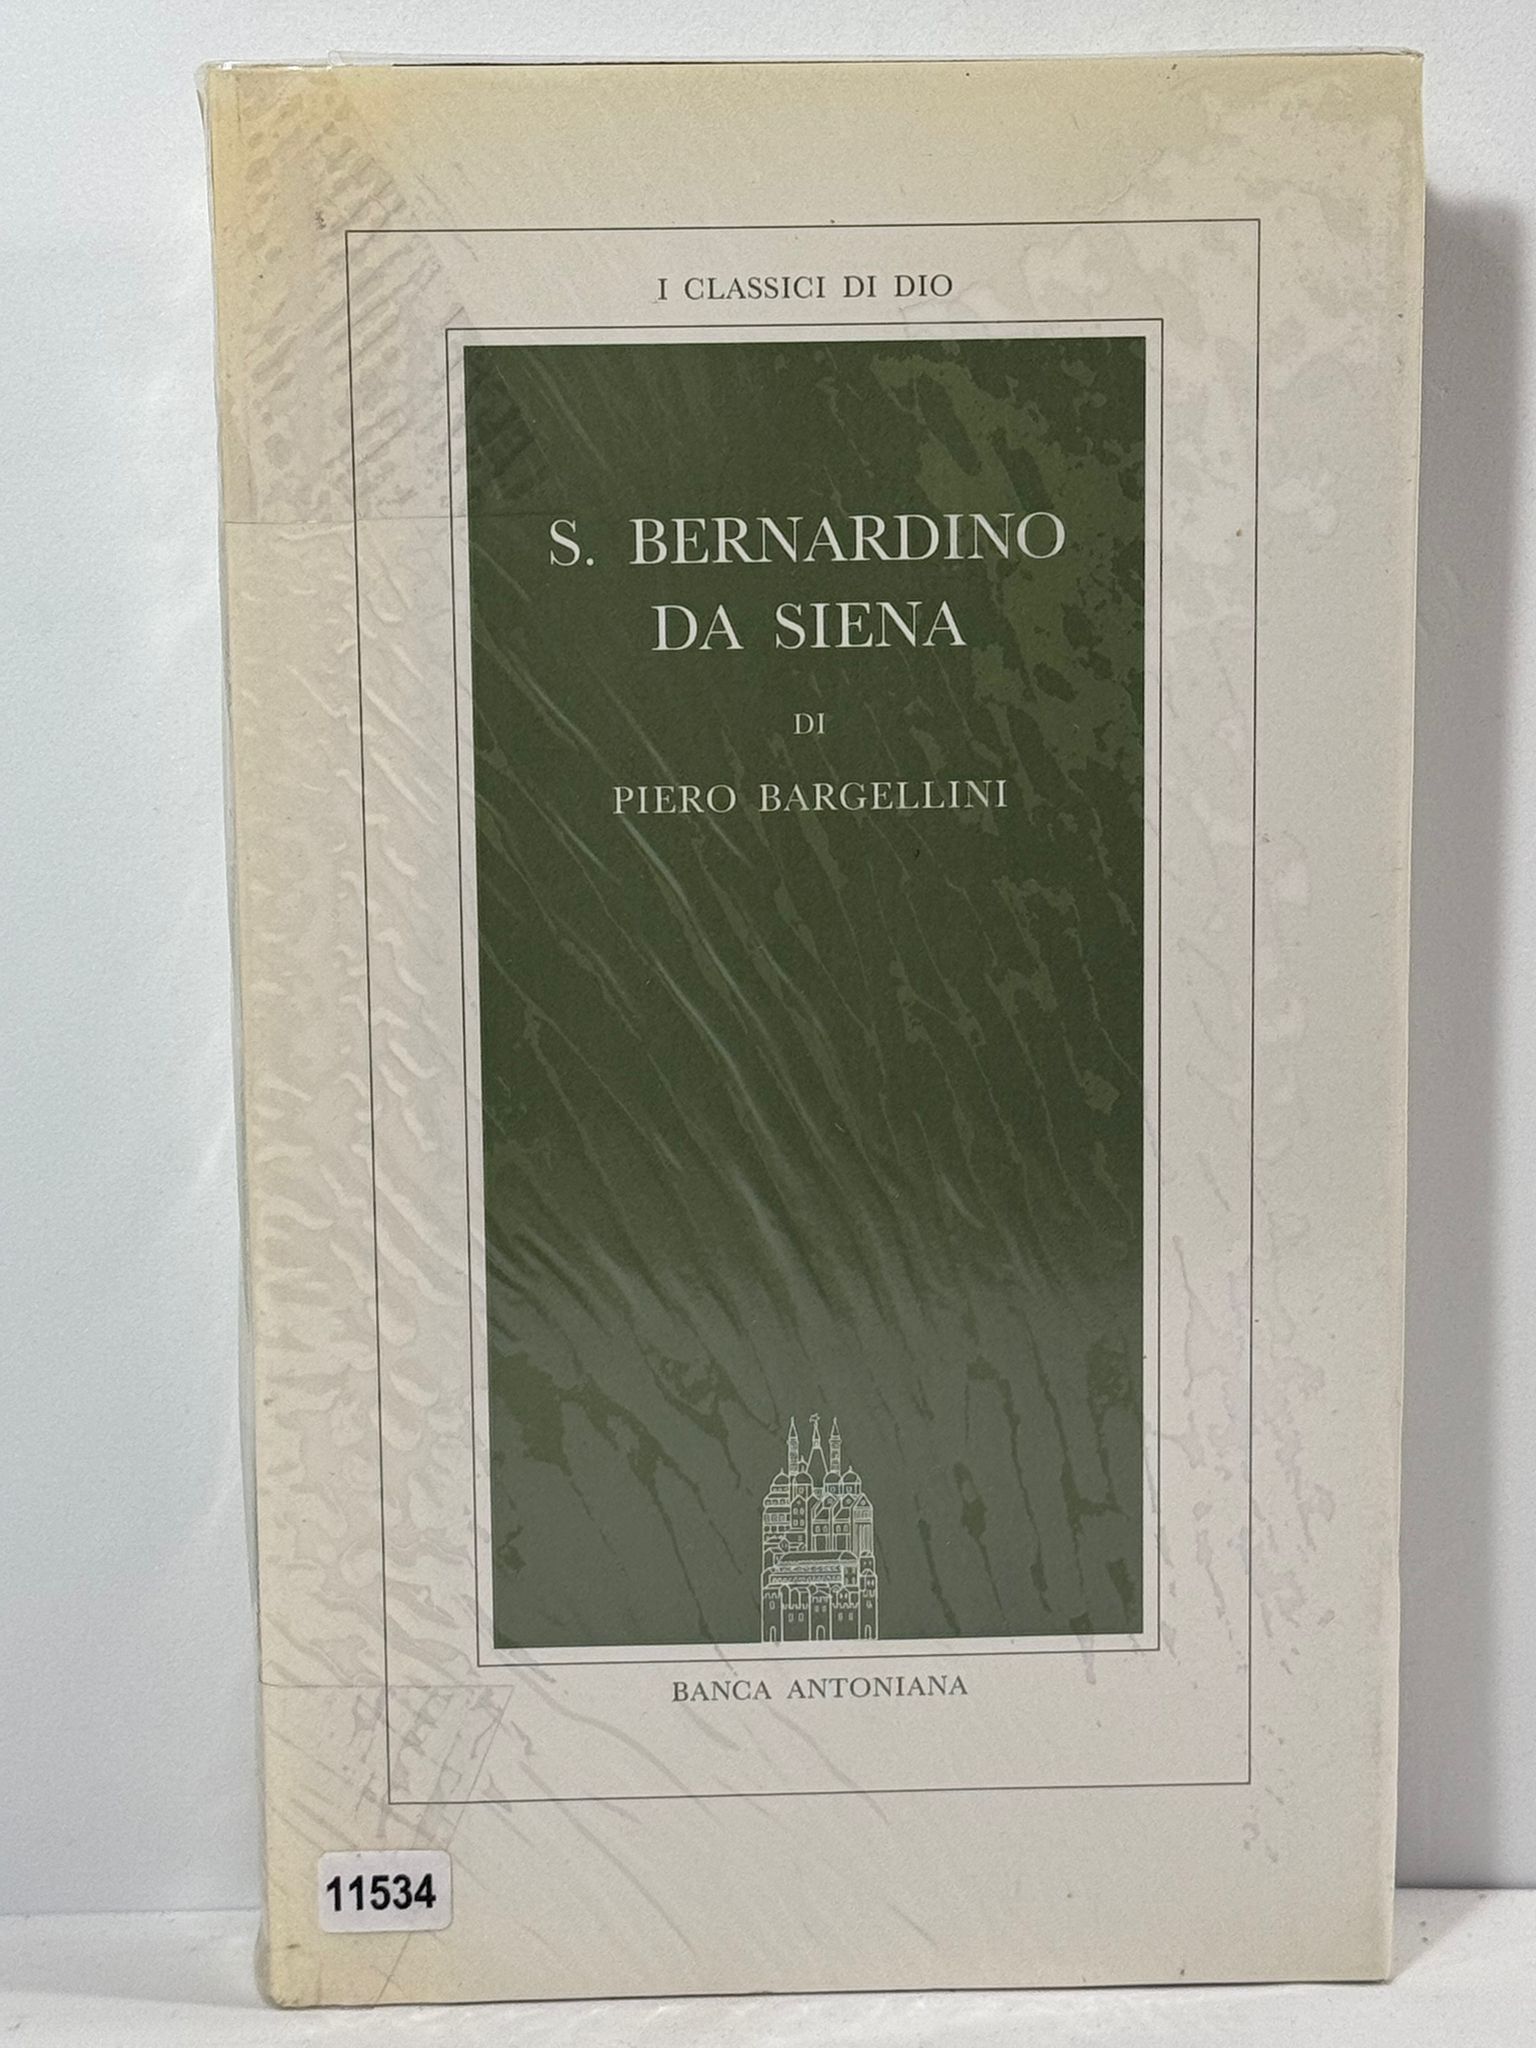 I CLASSICI DI DIO
S. BERNARDINO
DA SIENA
DI
PIERO BARGELLINI
BANCA ANTONIANA
11534